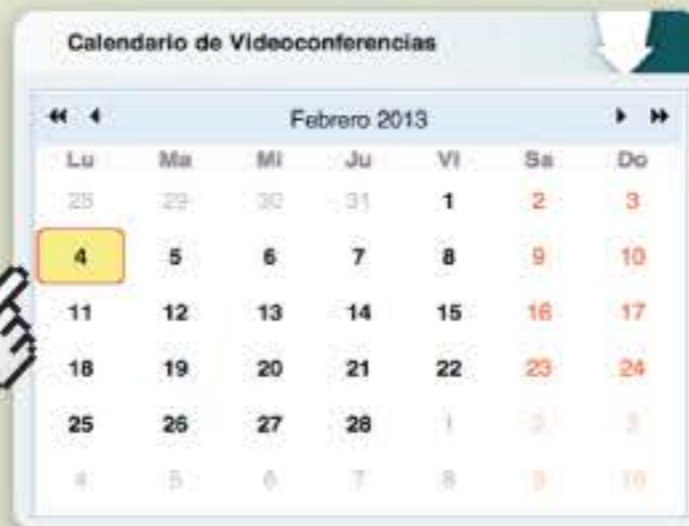 Calendario de Videoconferencias
Febrero 2013
Lu Ma Mi Ju Vi Sa Do
28 29 30 31 1 2 3
4 5 6 7 8 9 10
11 12 13 14 15 16 17
18 19 20 21 22 23 24
25 26 27 28 1 2 3
4 5 6 7 8 9 10